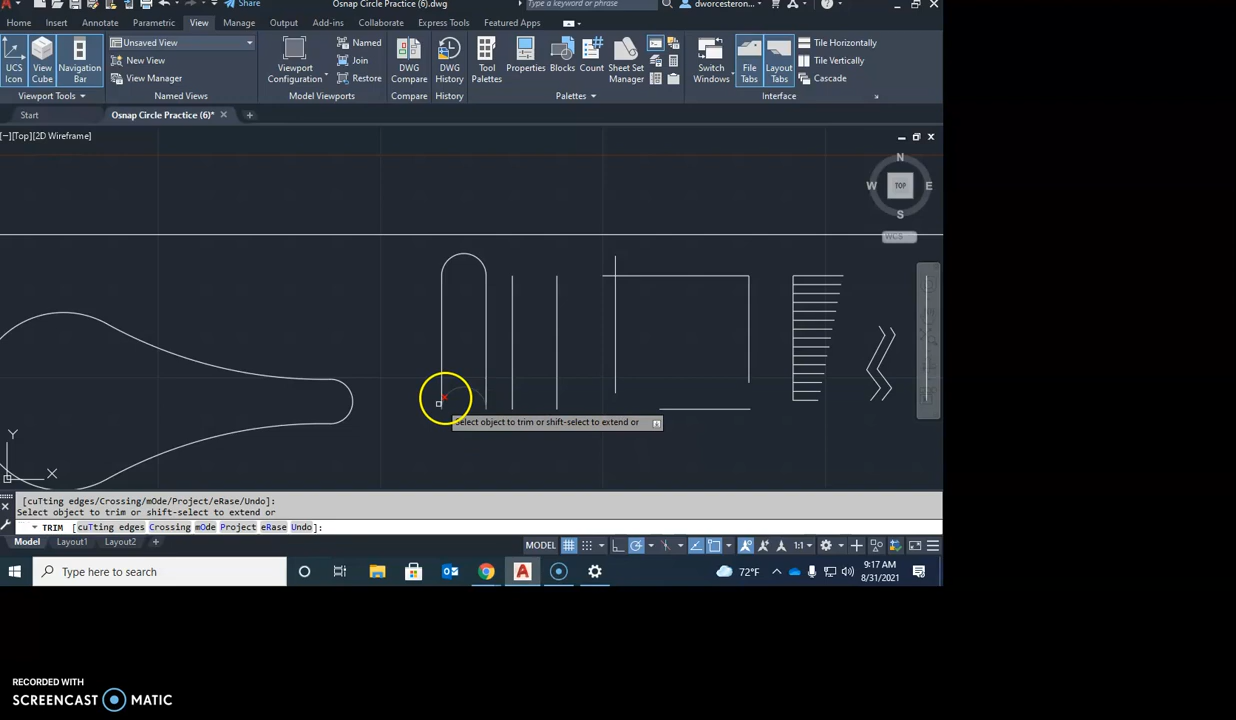 Share
Osnap Circle Practice (6).dwg
Type a keyword or phrase
dworcesteron...
Home
Insert
Annotate
Parametric
View
Manage
Output
Add-ins
Collaborate
Express Tools
Featured Apps
UCS Icon
View Cube
Navigation Bar
Viewport Tools
Unsaved View
New View
View Manager
Named Views
Viewport Configuration
Named
Join
Restore
Model Viewports
DWG Compare
Compare
DWG History
History
Tool Palettes
Properties
Blocks
Count
Sheet Set Manager
Palettes
Switch Windows
File Tabs
Layout Tabs
Tile Horizontally
Tile Vertically
Cascade
Interface
Start
Osnap Circle Practice (6)*
[−][Top][2D Wireframe]
N
W
TOP
E
S
WCS
Select object to trim or shift-select to extend or
Y
X
[cuTting edges/Crossing/mOde/Project/eRase/Undo]:
Select object to trim or shift-select to extend or
TRIM [cuTting edges Crossing mOde Project eRase Undo]:
Model
Layout1
Layout2
MODEL
1:1
Type here to search
72°F
9:17 AM
8/31/2021
RECORDED WITH
SCREENCAST MATIC